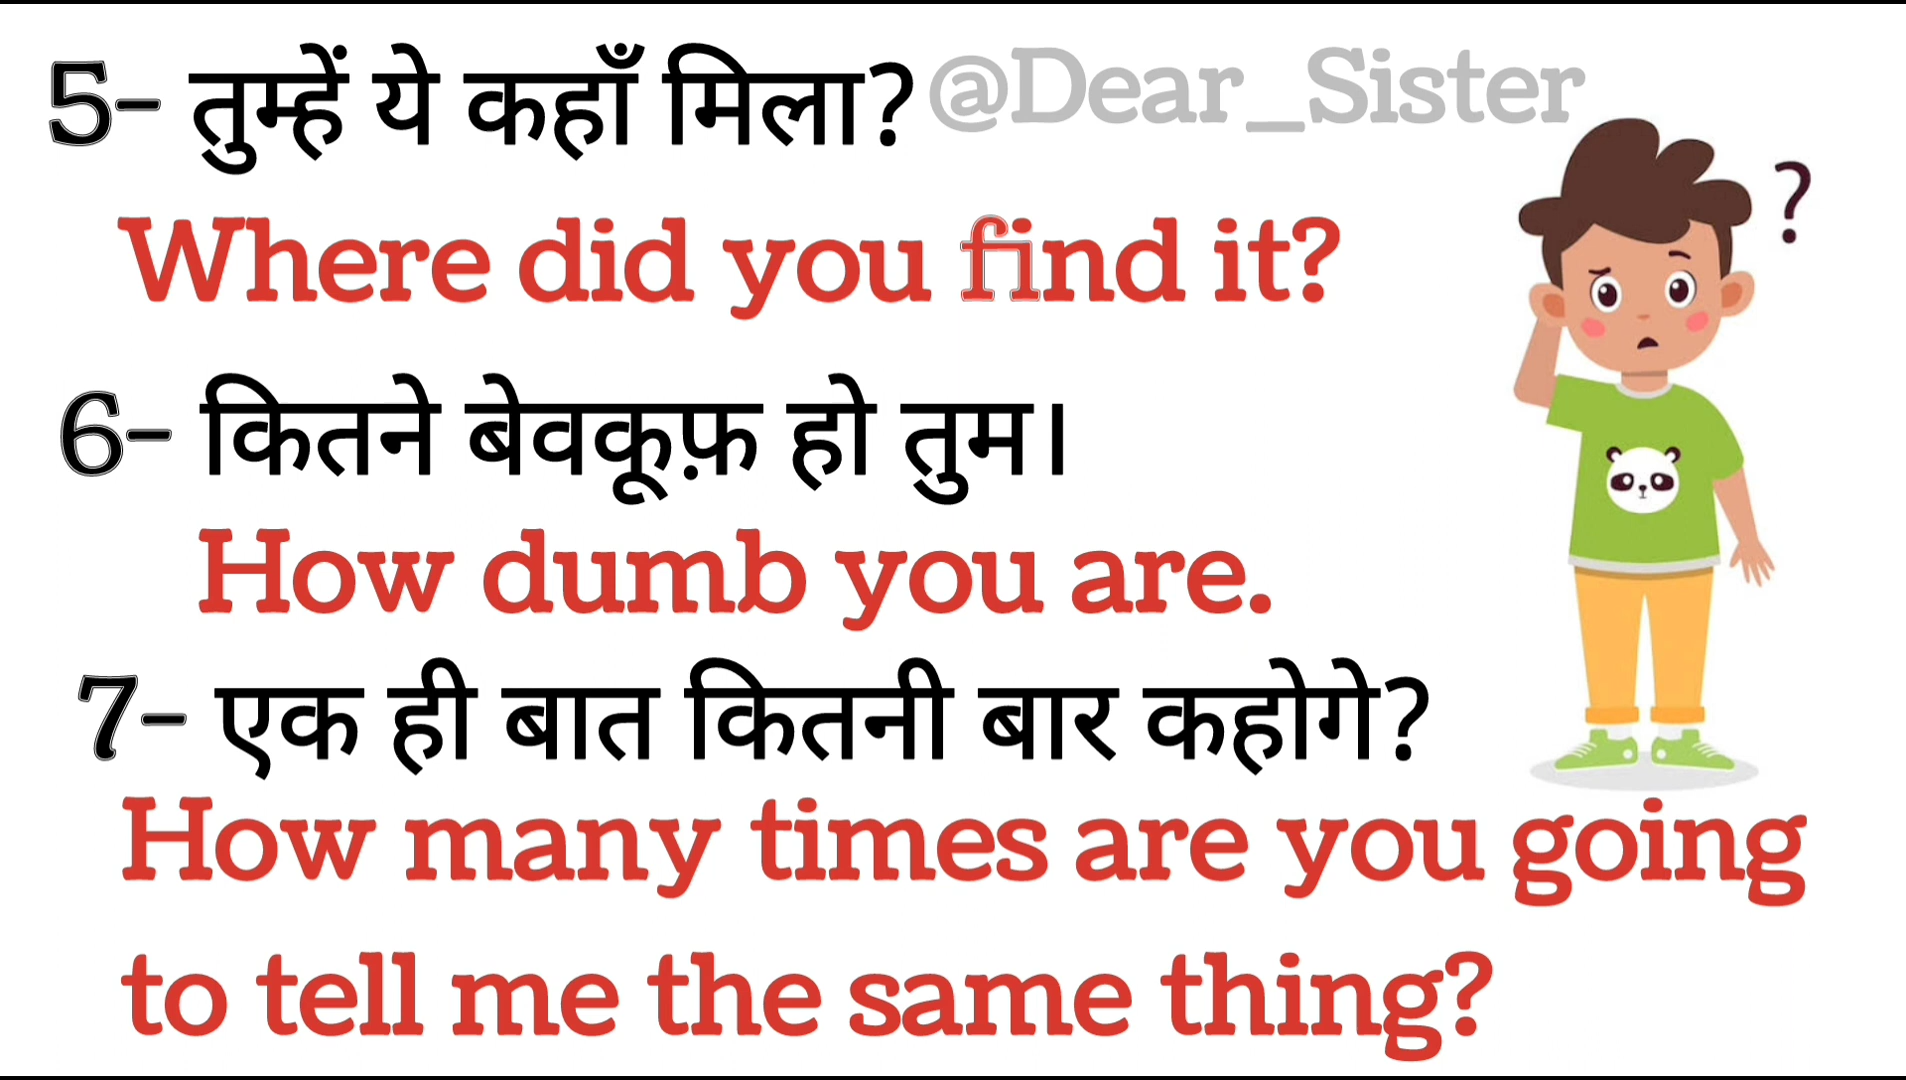 5- तुम्हें ये कहाँ मिला? @Dear_Sister
?
Where did you find it?
6- कितने बेवकूफ़ हो तुम।
How dumb you are.
7- एक ही बात कितनी बार कहोगे?
How many times are you going
to tell me the same thing?